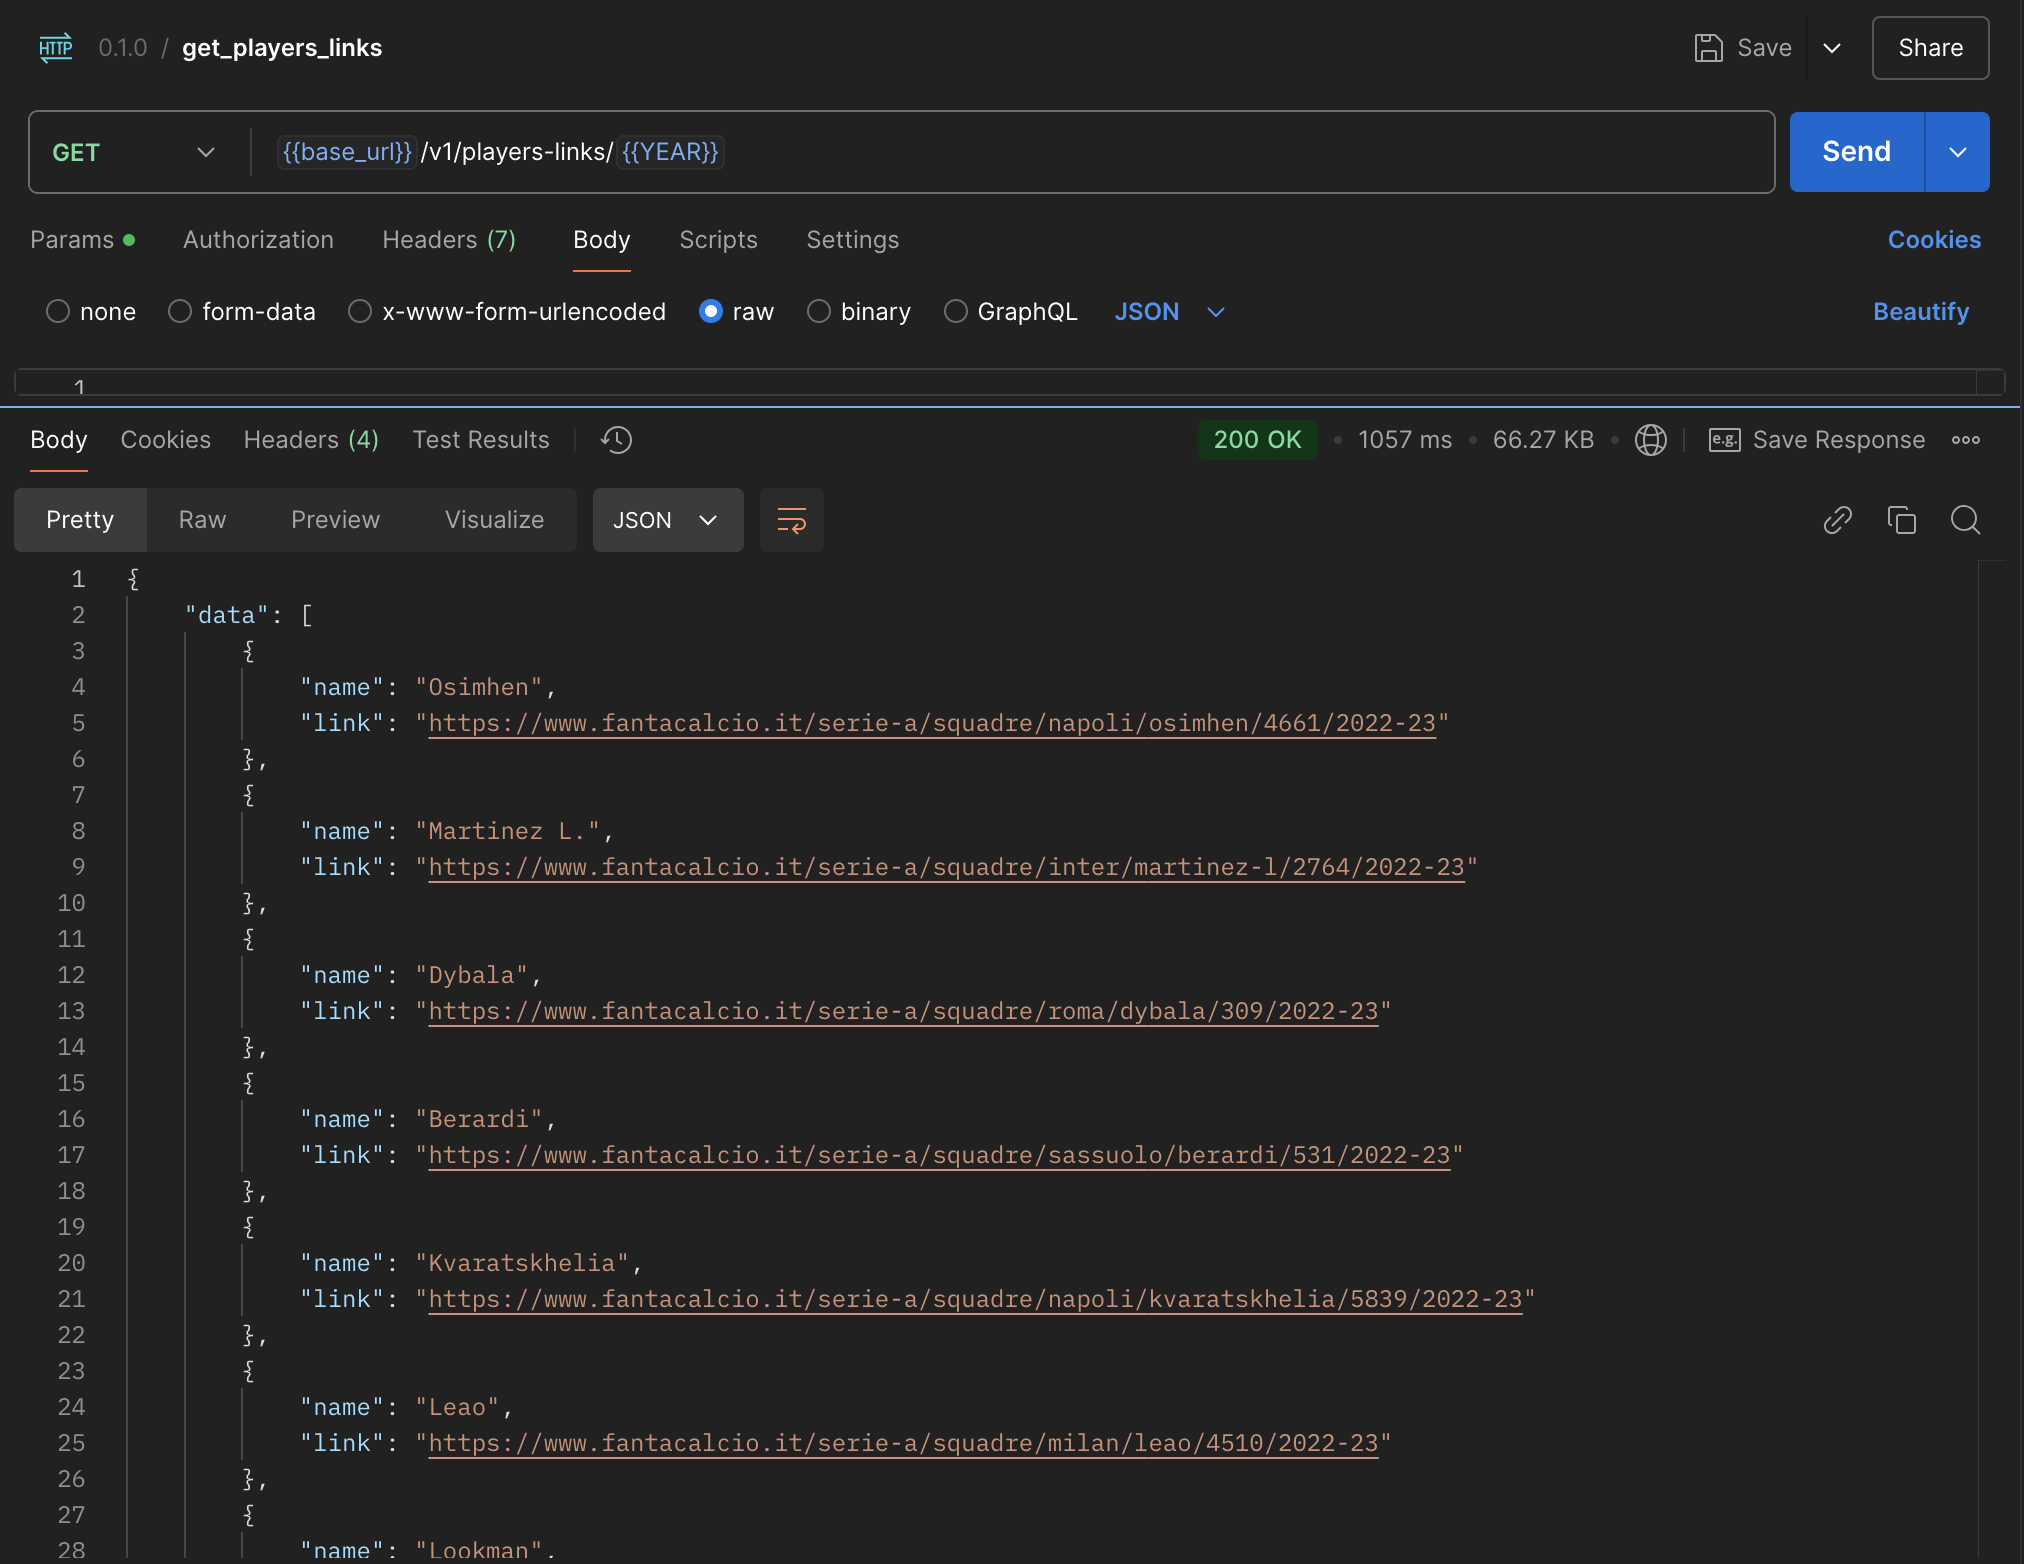 HTTP 0.1.0 / get_players_links Save Share
GET {{base_url}}/v1/players-links/{{YEAR}} Send
Params Authorization Headers (7) Body Scripts Settings Cookies
none form-data x-www-form-urlencoded raw binary GraphQL JSON Beautify
1
Body Cookies Headers (4) Test Results 200 OK 1057 ms 66.27 KB e.g. Save Response
Pretty Raw Preview Visualize JSON
1 {
2 "data": [
3 {
4 "name": "Osimhen",
5 "link": "https://www.fantacalcio.it/serie-a/squadre/napoli/osimhen/4661/2022-23"
6 },
7 {
8 "name": "Martinez L.",
9 "link": "https://www.fantacalcio.it/serie-a/squadre/inter/martinez-l/2764/2022-23"
10 },
11 {
12 "name": "Dybala",
13 "link": "https://www.fantacalcio.it/serie-a/squadre/roma/dybala/309/2022-23"
14 },
15 {
16 "name": "Berardi",
17 "link": "https://www.fantacalcio.it/serie-a/squadre/sassuolo/berardi/531/2022-23"
18 },
19 {
20 "name": "Kvaratskhelia",
21 "link": "https://www.fantacalcio.it/serie-a/squadre/napoli/kvaratskhelia/5839/2022-23"
22 },
23 {
24 "name": "Leao",
25 "link": "https://www.fantacalcio.it/serie-a/squadre/milan/leao/4510/2022-23"
26 },
27 {
28 "name": "Lookman",